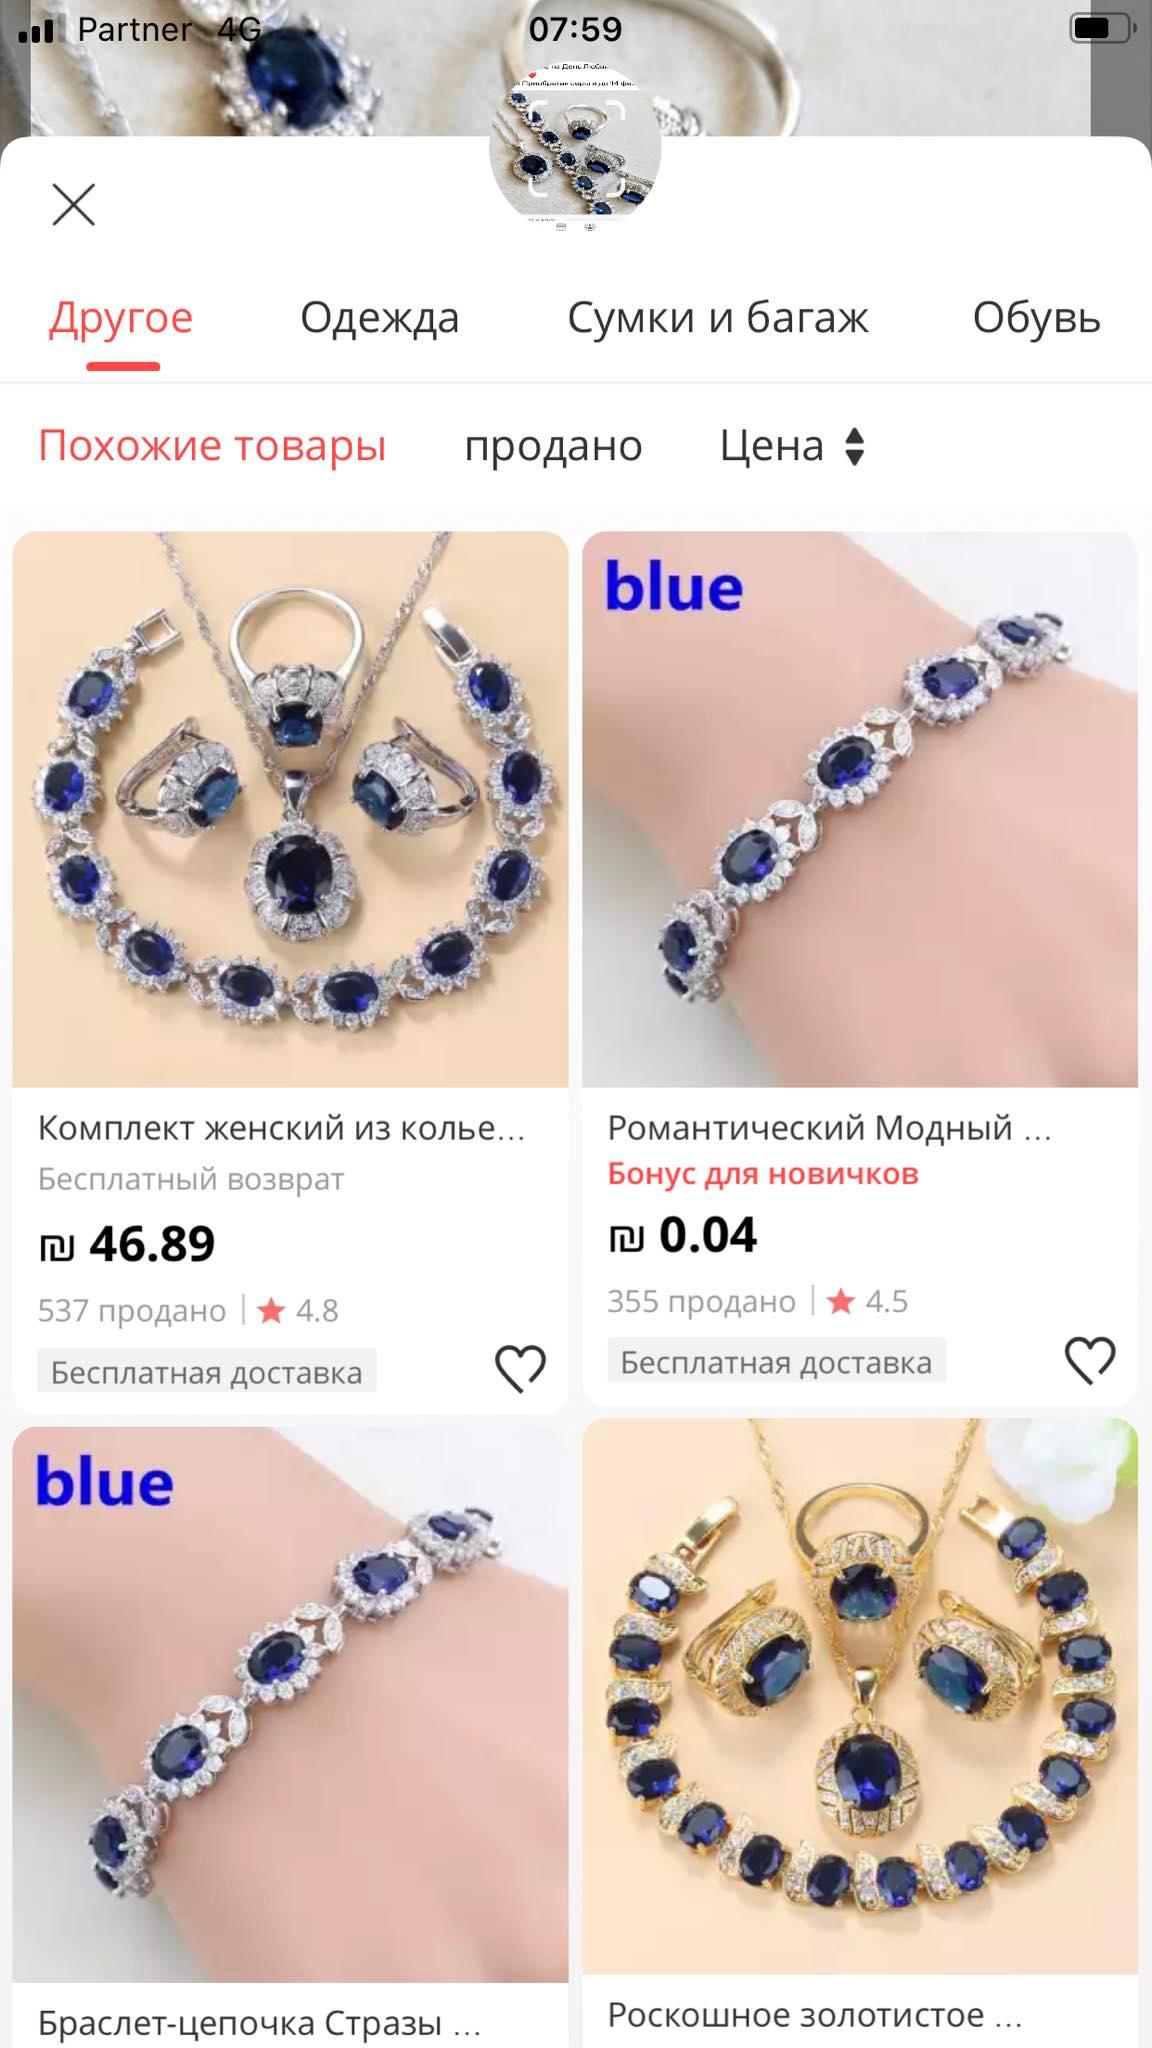 Partner 4G 07:59
Другое Одежда Сумки и багаж Обувь
Похожие товары продано Цена
blue
Комплект женский из колье...
Бесплатный возврат
₪ 46.89
537 продано | ★ 4.8
Бесплатная доставка
Романтический Модный ...
Бонус для новичков
₪ 0.04
355 продано | ★ 4.5
Бесплатная доставка
blue
Браслет-цепочка Стразы ...
Роскошное золотистое ...